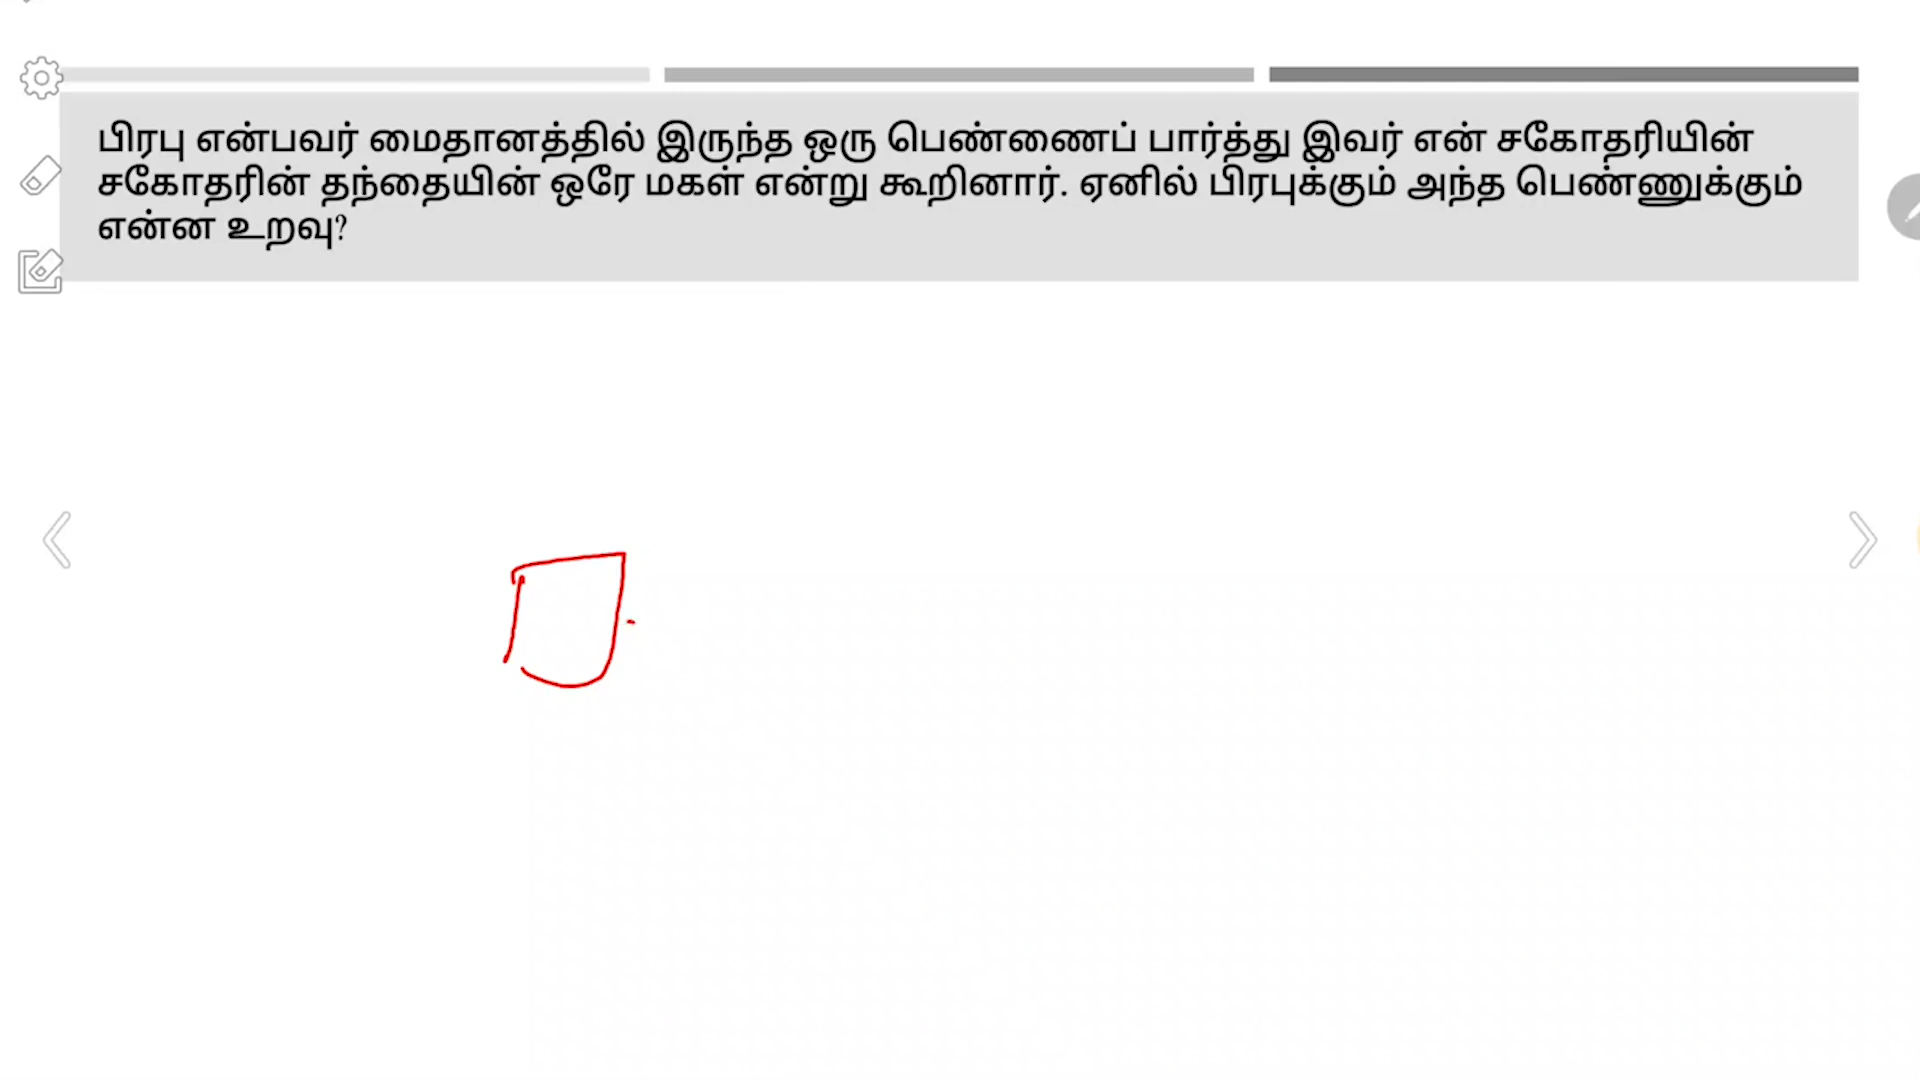 பிரபு என்பவர் மைதானத்தில் இருந்த ஒரு பெண்ணைப் பார்த்து இவர் என் சகோதரியின்
சகோதரின் தந்தையின் ஒரே மகள் என்று கூறினார். ஏனில் பிரபுக்கும் அந்த பெண்ணுக்கும்
என்ன உறவு?